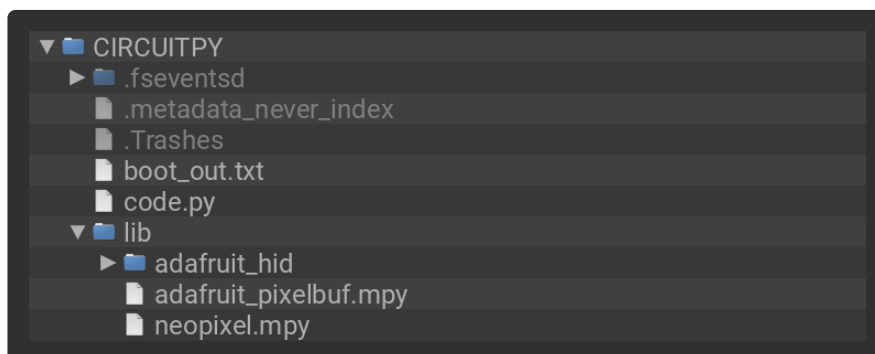 CIRCUITPY
.fseventsd
.metadata_never_index
.Trashes
boot_out.txt
code.py
lib
adafruit_hid
adafruit_pixelbuf.mpy
neopixel.mpy